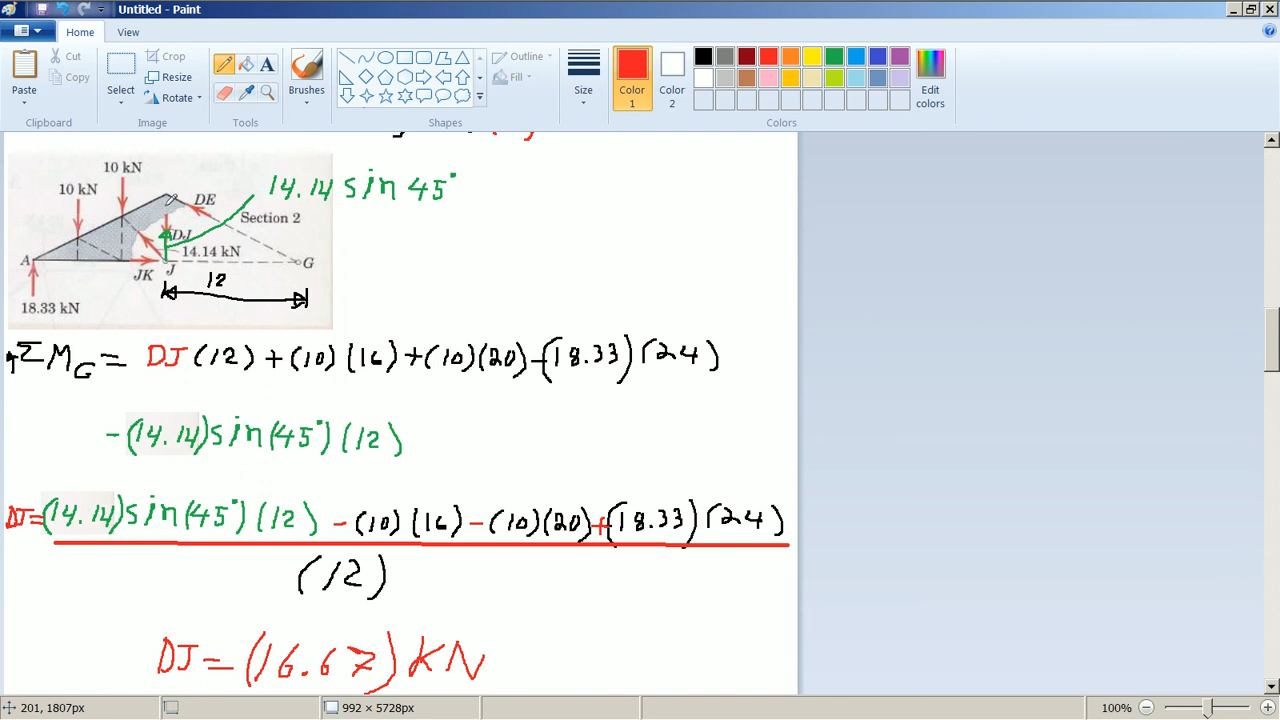 Untitled - Paint
Home View
Paste
Cut
Copy
Clipboard
Select
Crop
Resize
Rotate
Image
Tools
Brushes
Outline
Fill
Shapes
Size
Color 1
Color 2
Edit colors
Colors
10 kN
10 kN
DE
14.14 sin 45°
Section 2
DJ
14.14 kN
A
JK
J
G
12
18.33 kN
↑ΣM_G = DJ(12) + (10)(16) + (10)(20) - (18.33)(24)
-(14.14)sin(45°)(12)
DJ=(14.14)sin(45°)(12) - (10)(16) - (10)(20) + (18.33)(24)
(12)
DJ = (16.67) KN
201, 1807px
992 × 5728px
100%